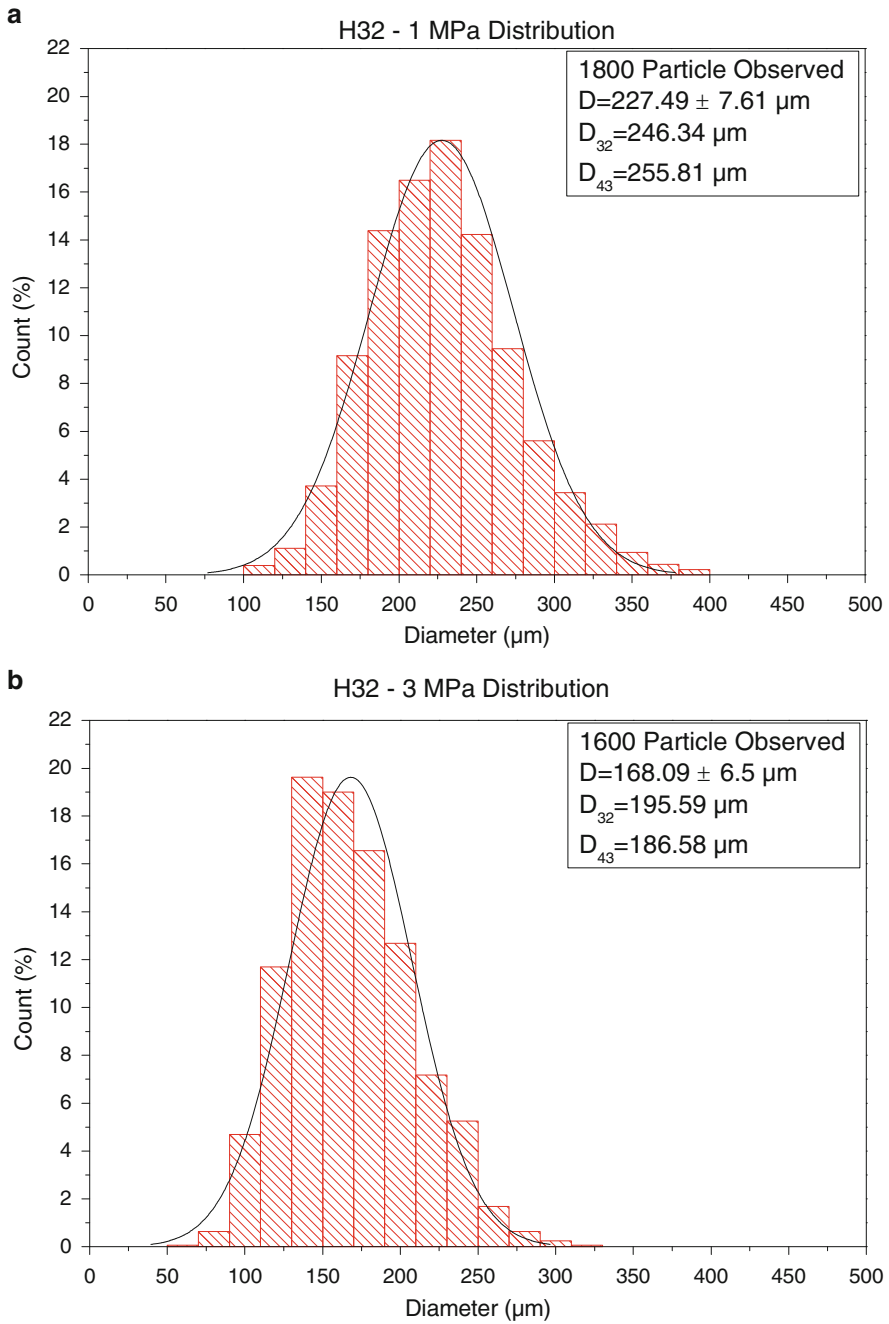 a
H32 - 1 MPa Distribution
1800 Particle Observed
D=227.49 ± 7.61 µm
D32=246.34 µm
D43=255.81 µm
22
20
18
16
14
12
10
8
6
4
2
0
Count (%)
0 50 100 150 200 250 300 350 400 450 500
Diameter (µm)
b
H32 - 3 MPa Distribution
1600 Particle Observed
D=168.09 ± 6.5 µm
D32=195.59 µm
D43=186.58 µm
22
20
18
16
14
12
10
8
6
4
2
0
Count (%)
0 50 100 150 200 250 300 350 400 450 500
Diameter (µm)